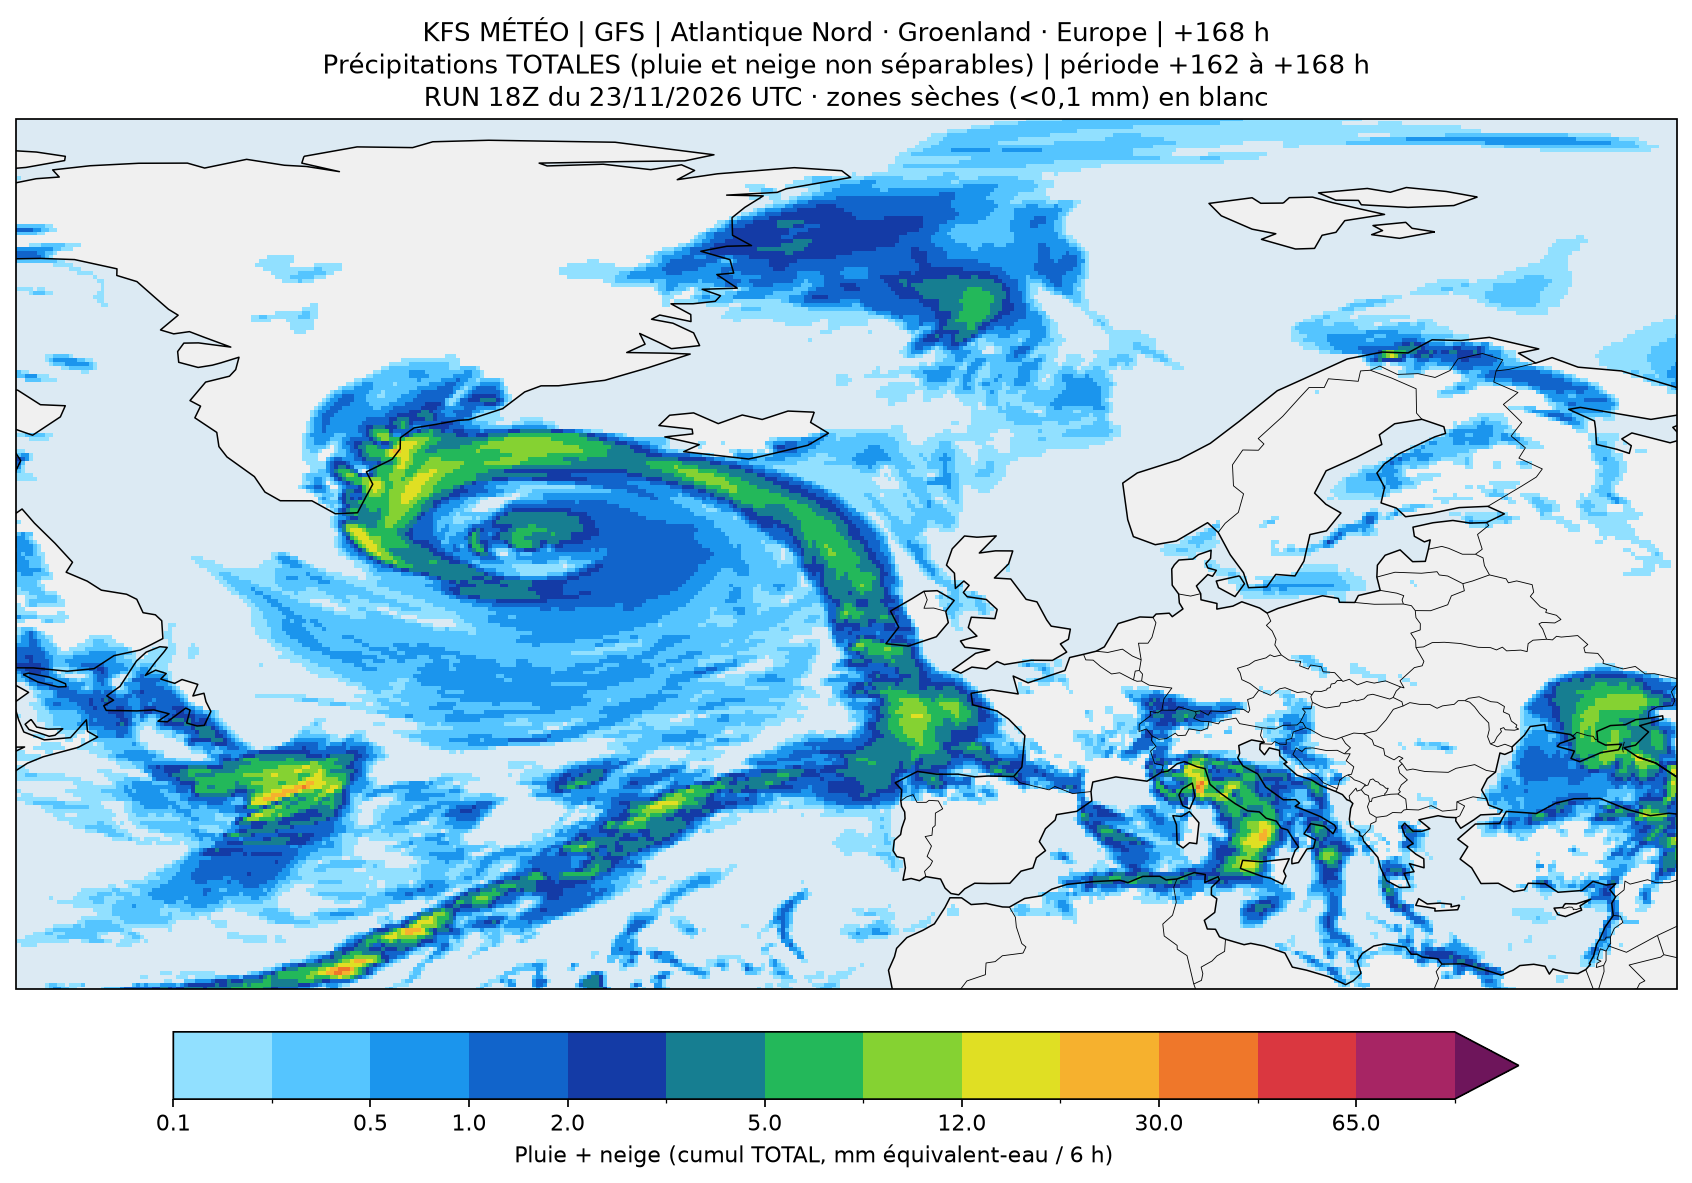 KFS MÉTÉO | GFS | Atlantique Nord · Groenland · Europe | +168 h
Précipitations TOTALES (pluie et neige non séparables) | période +162 à +168 h
RUN 18Z du 23/11/2026 UTC · zones sèches (<0,1 mm) en blanc
0.1 0.5 1.0 2.0 5.0 12.0 30.0 65.0
Pluie + neige (cumul TOTAL, mm équivalent-eau / 6 h)